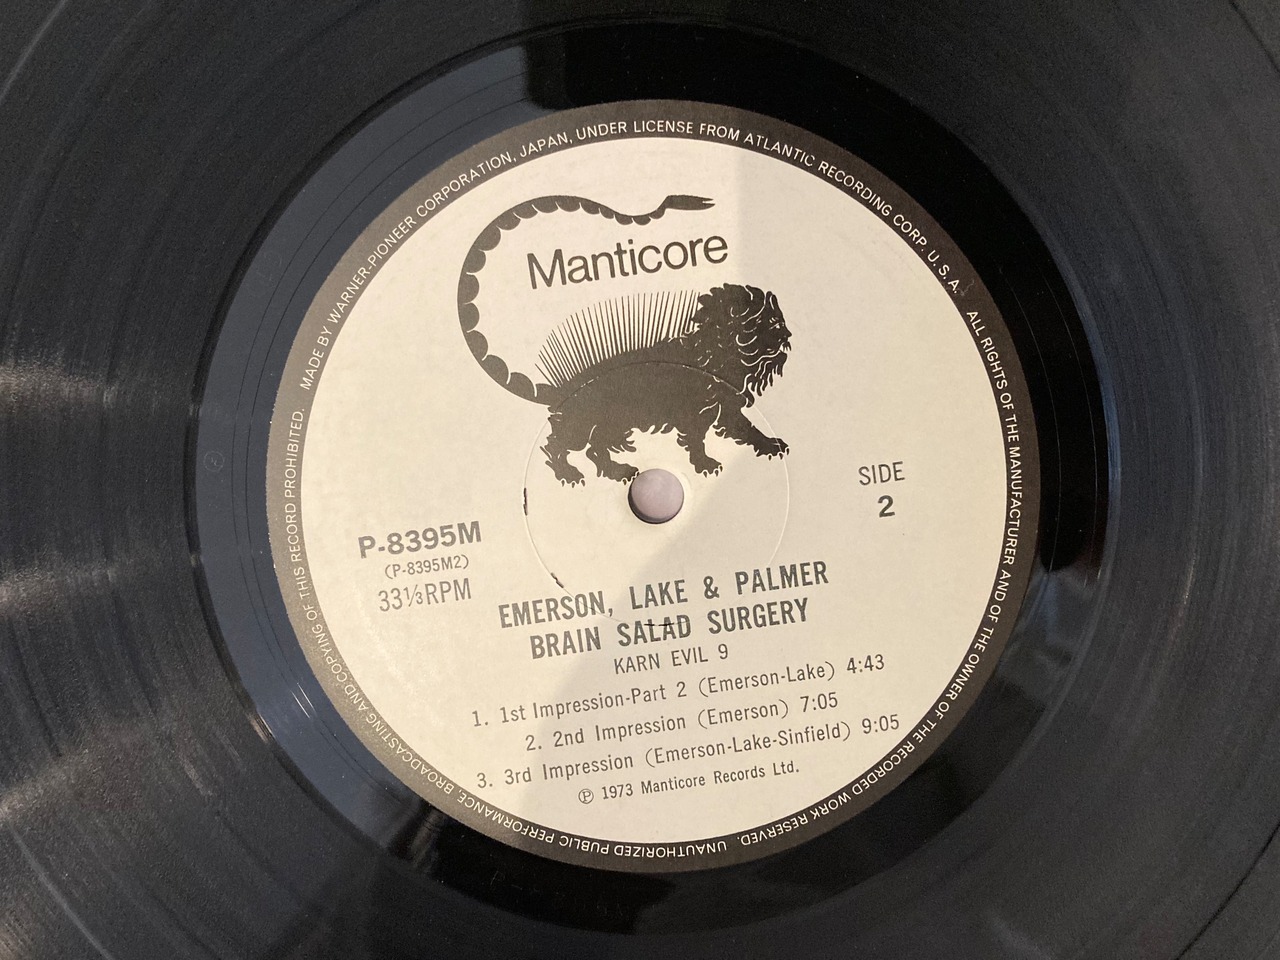 MADE BY WARNER-PIONEER CORPORATION, JAPAN, UNDER LICENSE FROM ATLANTIC RECORDING CORP. U.S.A. ALL RIGHTS OF THE MANUFACTURER AND OF THE OWNER OF THE RECORDED WORK RESERVED. UNAUTHORIZED PUBLIC PERFORMANCE, BROADCASTING AND COPYING OF THIS RECORD PROHIBITED.
Manticore
SIDE
2
P-8395M
(P-8395M2)
33⅓RPM
EMERSON, LAKE & PALMER
BRAIN SALAD SURGERY
KARN EVIL 9
1. 1st Impression-Part 2 (Emerson-Lake) 4:43
2. 2nd Impression (Emerson) 7:05
3. 3rd Impression (Emerson-Lake-Sinfield) 9:05
℗ 1973 Manticore Records Ltd.